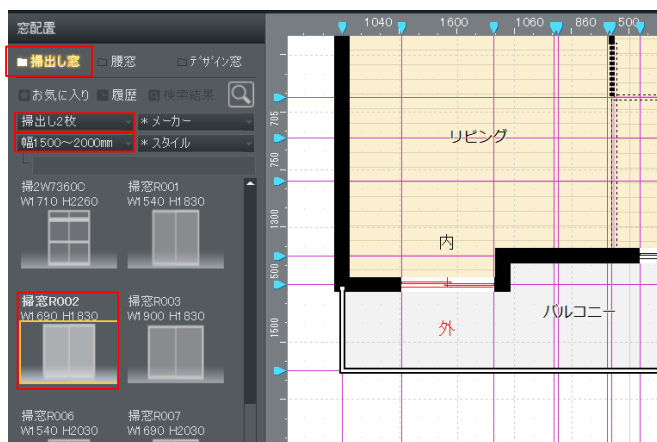 窓配置
掃出し窓 腰窓 デザイン窓
お気に入り 履歴 検索結果
掃出し2枚 * メーカー
幅1500～2000mm * スタイル
掃2W7360C 掃窓R001
W1710 H2260 W1540 H1830
掃窓R002 掃窓R003
W1690 H1830 W1900 H1830
掃窓R006 掃窓R007
W1540 H2030 W1690 H2030
1040 1600 1060 860 500
705
750
1300
500
1500
リビング
内
外
バルコニー